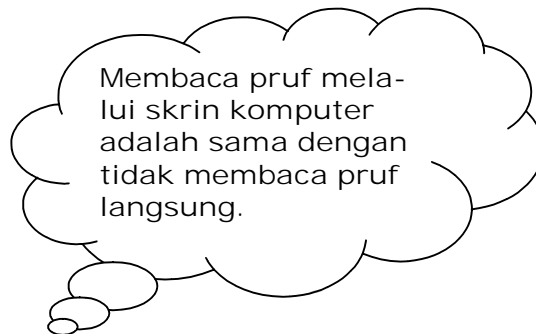 Membaca pruf mela-
lui skrin komputer
adalah sama dengan
tidak membaca pruf
langsung.